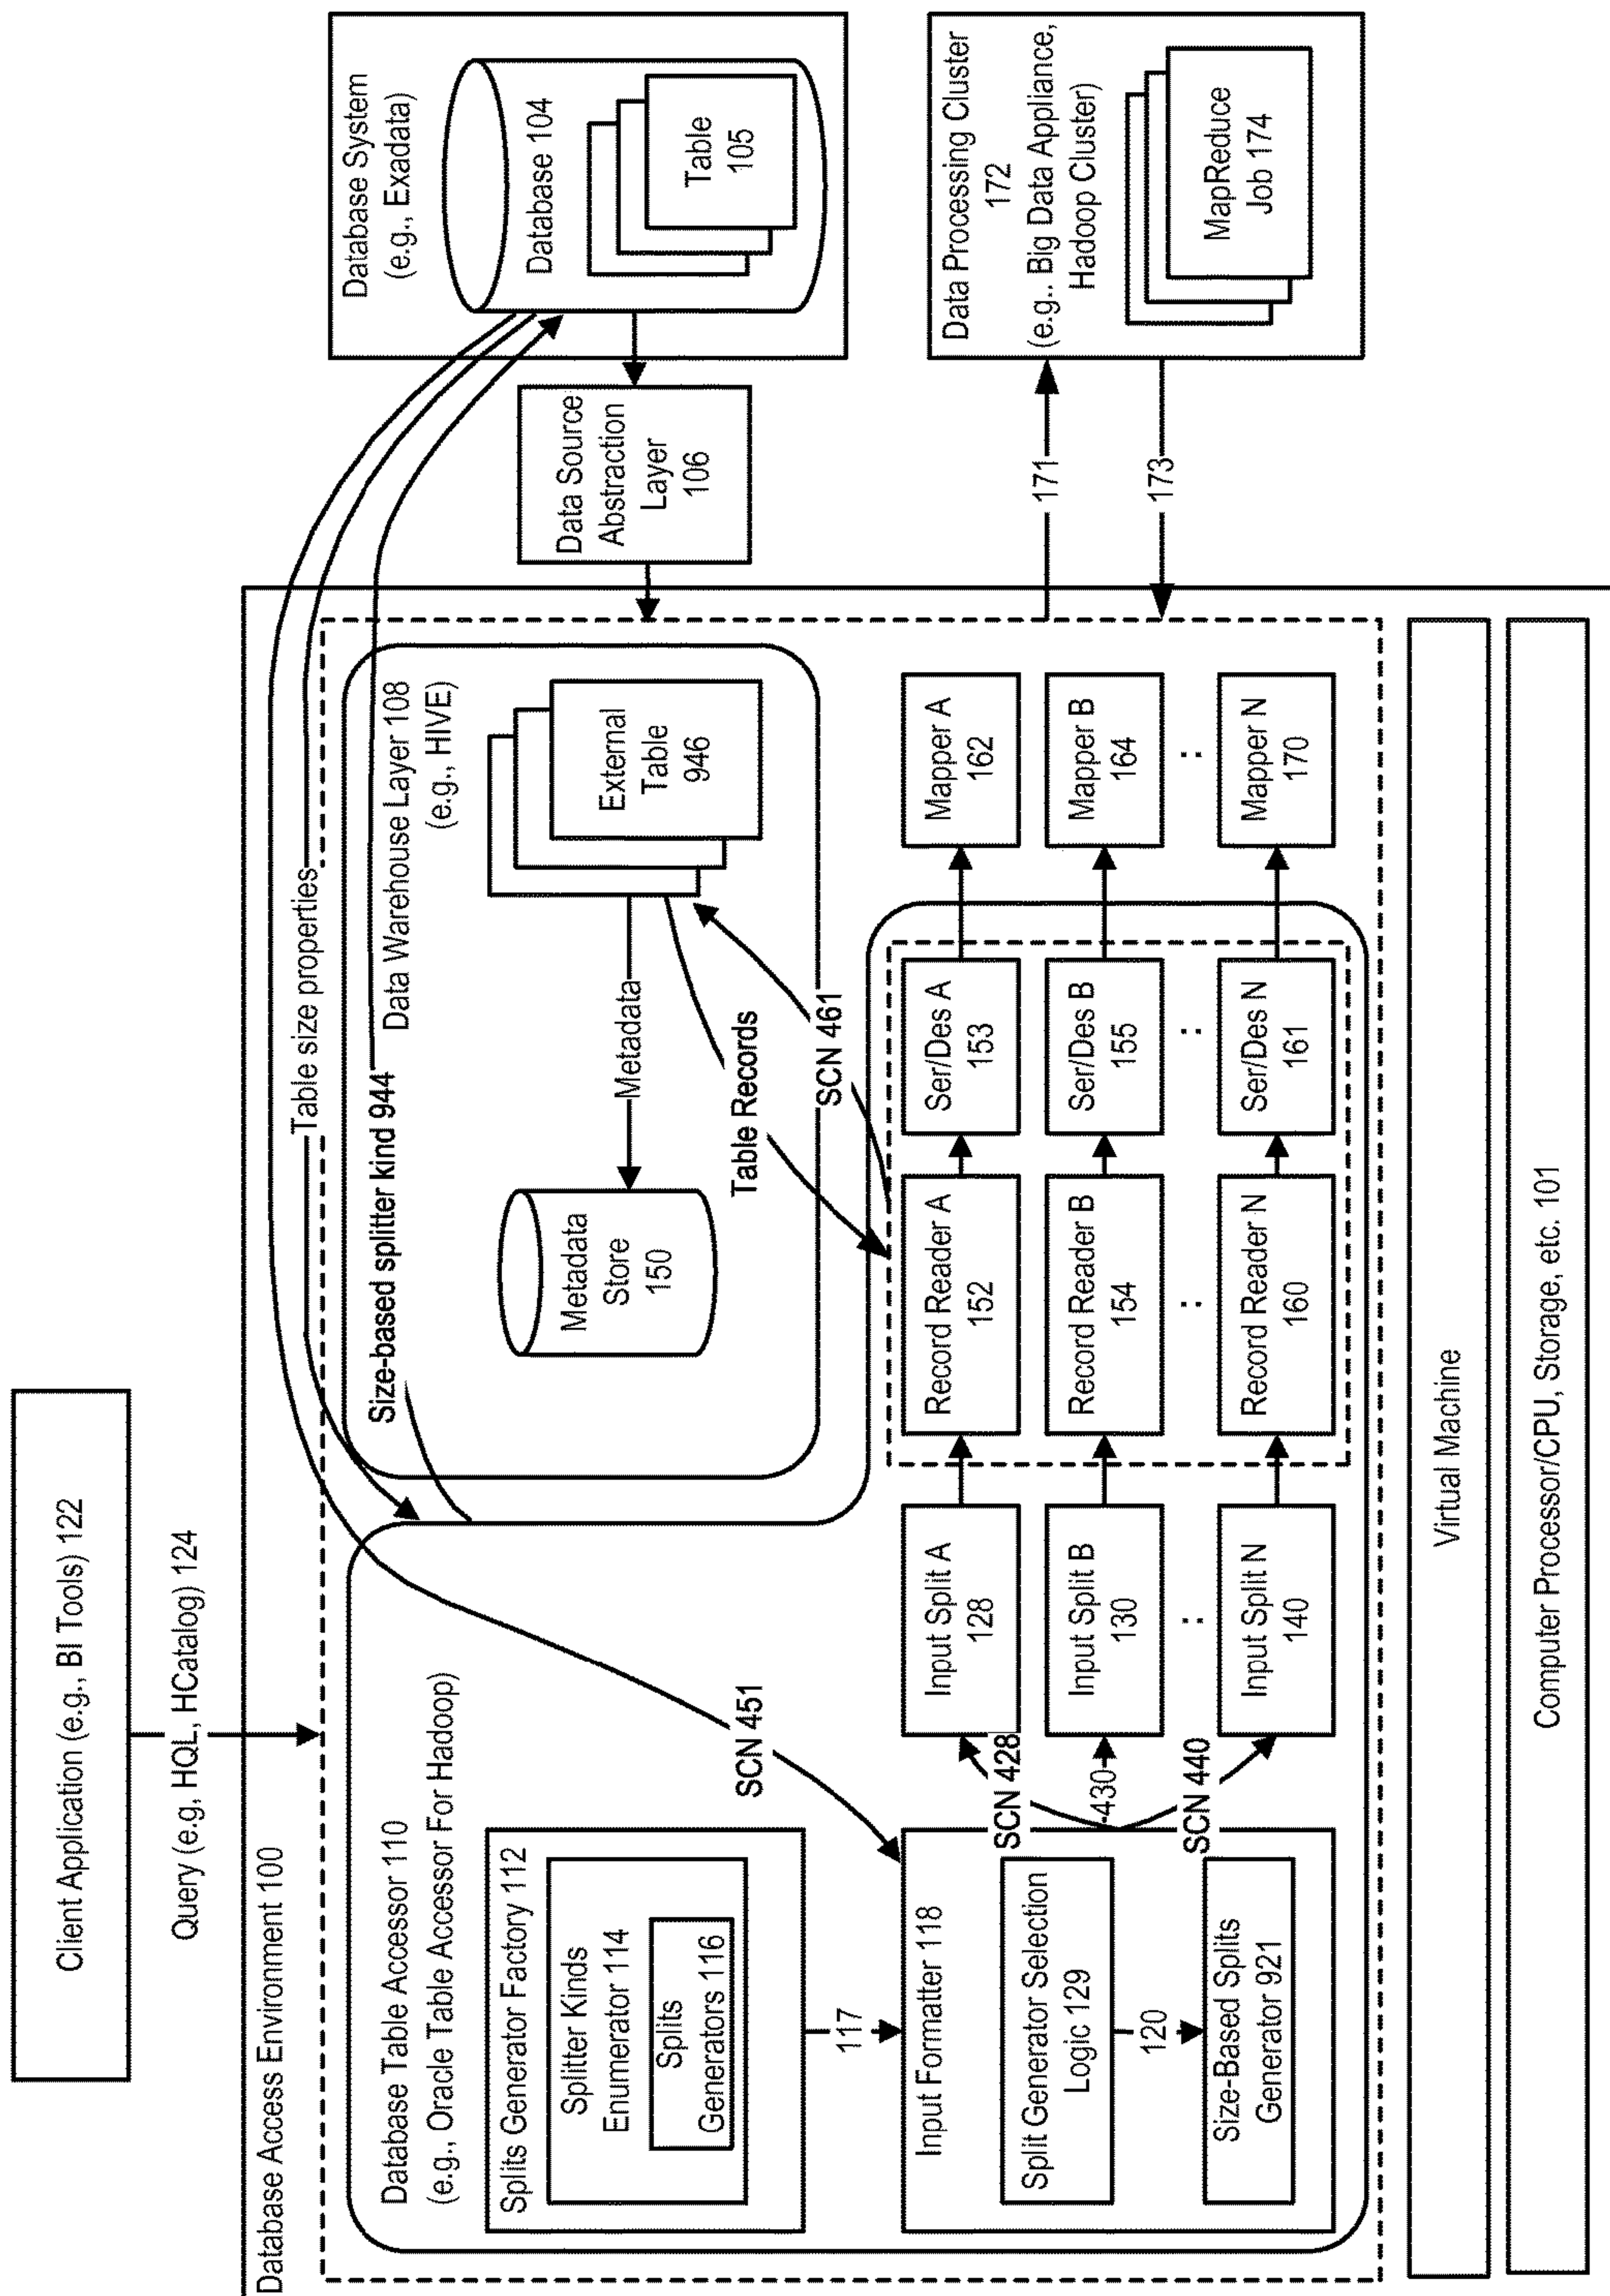 Client Application (e.g., BI Tools) 122
Query (e.g, HQL, HCatalog) 124
Database Access Environment 100
Database Table Accessor 110
(e.g., Oracle Table Accessor For Hadoop)
Splits Generator Factory 112
Splitter Kinds
Enumerator 114
Splits
Generators 116
117
Input Formatter 118
Split Generator Selection
Logic 129
120
Size-Based Splits
Generator 921
SCN 451
SCN 428
430
SCN 440
Input Split A
128
Input Split B
130
:
Input Split N
140
Table size properties
Size-based splitter kind 944
Data Warehouse Layer 108
(e.g., HIVE)
Metadata
Store
150
Metadata
External
Table
946
Table Records
SCN 461
Record Reader A
152
Record Reader B
154
:
Record Reader N
160
Ser/Des A
153
Ser/Des B
155
:
Ser/Des N
161
Mapper A
162
Mapper B
164
:
Mapper N
170
Data Source
Abstraction
Layer
106
Database System
(e.g., Exadata)
Database 104
Table
105
171
173
Data Processing Cluster
172
(e.g.. Big Data Appliance,
Hadoop Cluster)
MapReduce
Job 174
Virtual Machine
Computer Processor/CPU, Storage, etc. 101